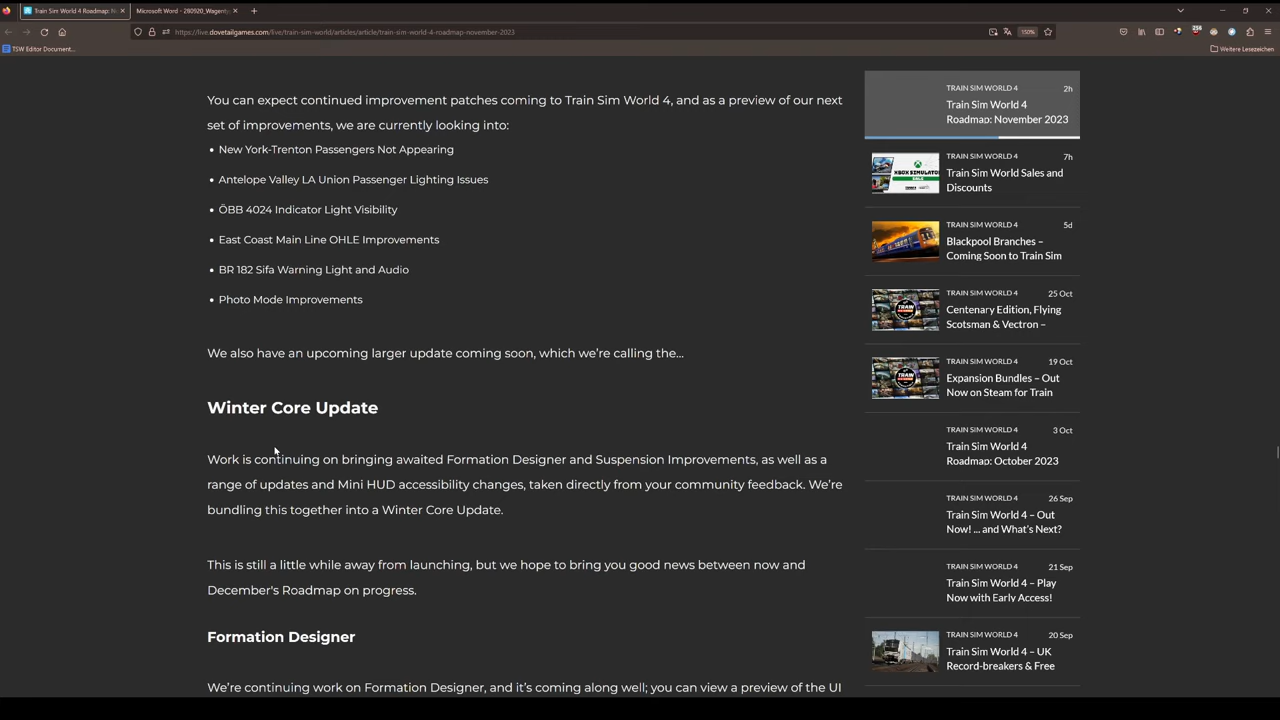 Train Sim World 4 Roadmap: N
Microsoft Word - 280920_Wagent
https://live.dovetailgames.com/live/train-sim-world/articles/article/train-sim-world-4-roadmap-november-2023
150%
258
TSW Editor Document...
Weitere Lesezeichen
You can expect continued improvement patches coming to Train Sim World 4, and as a preview of our next
set of improvements, we are currently looking into:
• New York-Trenton Passengers Not Appearing
• Antelope Valley LA Union Passenger Lighting Issues
• ÖBB 4024 Indicator Light Visibility
• East Coast Main Line OHLE Improvements
• BR 182 Sifa Warning Light and Audio
• Photo Mode Improvements
We also have an upcoming larger update coming soon, which we're calling the...
Winter Core Update
Work is continuing on bringing awaited Formation Designer and Suspension Improvements, as well as a
range of updates and Mini HUD accessibility changes, taken directly from your community feedback. We're
bundling this together into a Winter Core Update.
This is still a little while away from launching, but we hope to bring you good news between now and
December's Roadmap on progress.
Formation Designer
We're continuing work on Formation Designer, and it's coming along well; you can view a preview of the UI
TRAIN SIM WORLD 4 2h
Train Sim World 4
Roadmap: November 2023
TRAIN SIM WORLD 4 7h
Train Sim World Sales and
Discounts
XBOX SIMULATOR
SALE
TRAIN SIM WORLD 4 5d
Blackpool Branches –
Coming Soon to Train Sim
TRAIN SIM WORLD 4 25 Oct
Centenary Edition, Flying
Scotsman & Vectron –
TRAIN SIM WORLD 4 19 Oct
Expansion Bundles – Out
Now on Steam for Train
TRAIN
TRAIN SIM WORLD 4 3 Oct
Train Sim World 4
Roadmap: October 2023
TRAIN SIM WORLD 4 26 Sep
Train Sim World 4 – Out
Now! ... and What's Next?
TRAIN SIM WORLD 4 21 Sep
Train Sim World 4 – Play
Now with Early Access!
TRAIN SIM WORLD 4 20 Sep
Train Sim World 4 – UK
Record-breakers & Free